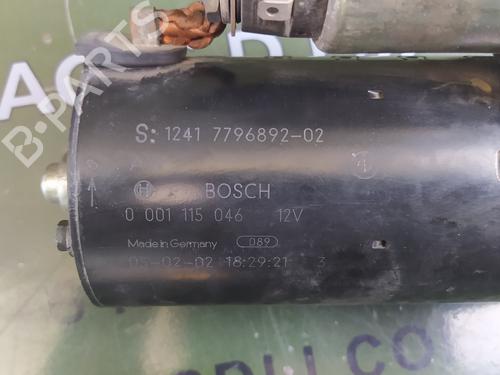 S: 1241 7796892-02
BOSCH
0 001 115 046 12V
Made in Germany 089
05-02-02 18:29:21 3
B-PARTS